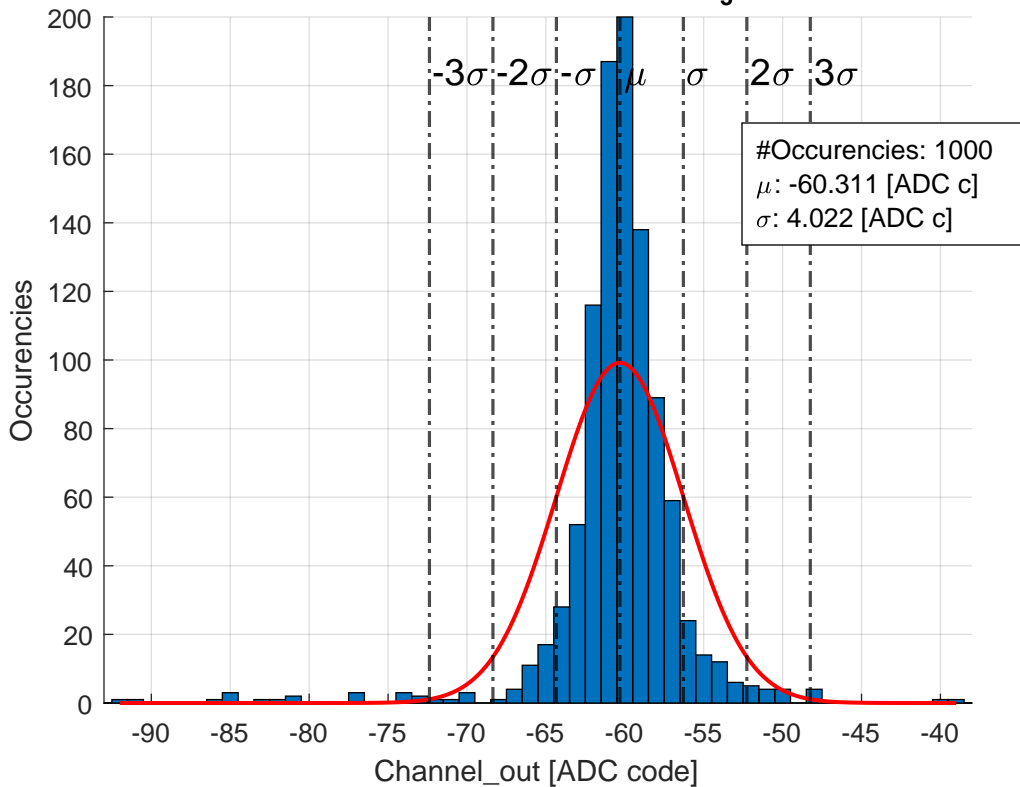 200
180
160
140
120
100
80
60
40
20
0
Occurencies
-3σ -2σ -σ μ σ 2σ 3σ
#Occurencies: 1000
μ: -60.311 [ADC c]
σ: 4.022 [ADC c]
-90 -85 -80 -75 -70 -65 -60 -55 -50 -45 -40
Channel_out [ADC code]